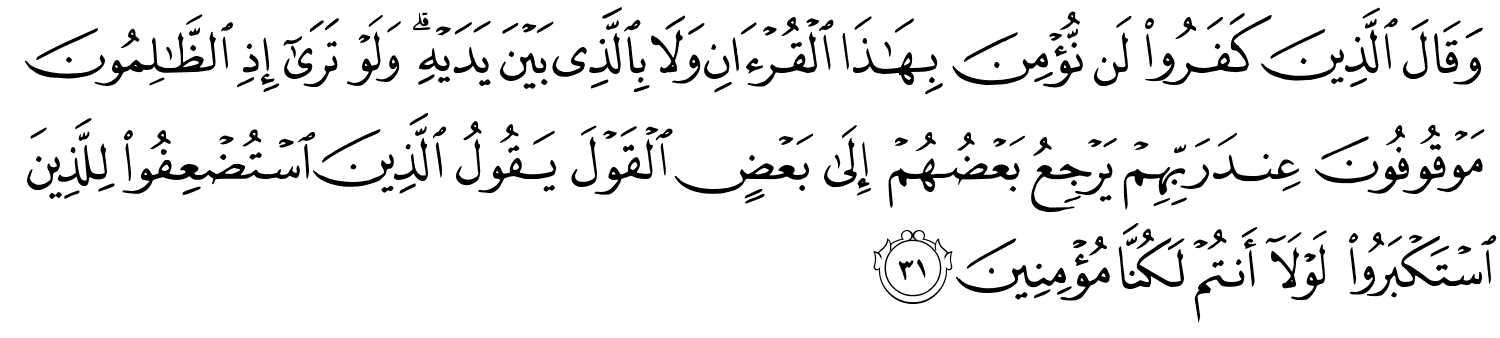 وَقَالَ ٱلَّذِينَ كَفَرُوا۟ لَن نُّؤْمِنَ بِهَـٰذَا ٱلْقُرْءَانِ وَلَا بِٱلَّذِى بَيْنَ يَدَيْهِ ۗ وَلَوْ تَرَىٰٓ إِذِ ٱلظَّـٰلِمُونَ
مَوْقُوفُونَ عِندَ رَبِّهِمْ يَرْجِعُ بَعْضُهُمْ إِلَىٰ بَعْضٍ ٱلْقَوْلَ يَقُولُ ٱلَّذِينَ ٱسْتُضْعِفُوا۟ لِلَّذِينَ
ٱسْتَكْبَرُوا۟ لَوْلَآ أَنتُمْ لَكُنَّا مُؤْمِنِينَ ٣١